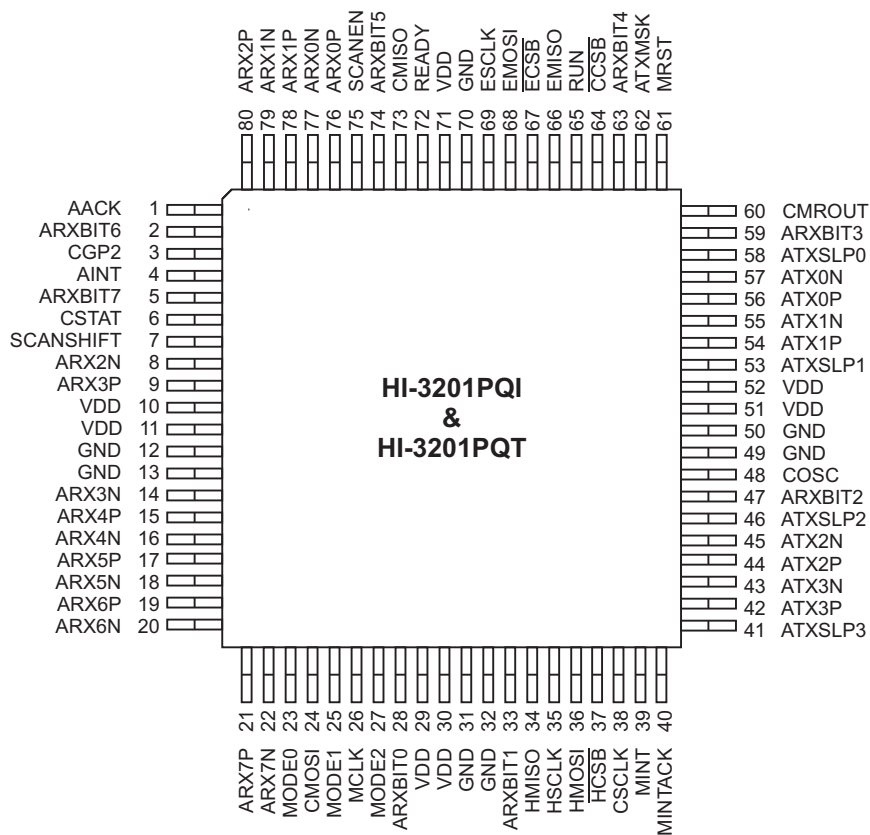 ARX2P
ARX1N
ARX1P
ARX0N
ARX0P
SCANEN
ARXBIT5
CMISO
READY
VDD
GND
ESCLK
EMOSI
ECSB
EMISO
RUN
CCSB
ARXBIT4
ATXMSK
MRST
80
79
78
77
76
75
74
73
72
71
70
69
68
67
66
65
64
63
62
61
AACK 1
ARXBIT6 2
CGP2 3
AINT 4
ARXBIT7 5
CSTAT 6
SCANSHIFT 7
ARX2N 8
ARX3P 9
VDD 10
VDD 11
GND 12
GND 13
ARX3N 14
ARX4P 15
ARX4N 16
ARX5P 17
ARX5N 18
ARX6P 19
ARX6N 20
HI-3201PQI
&
HI-3201PQT
60 CMROUT
59 ARXBIT3
58 ATXSLP0
57 ATX0N
56 ATX0P
55 ATX1N
54 ATX1P
53 ATXSLP1
52 VDD
51 VDD
50 GND
49 GND
48 COSC
47 ARXBIT2
46 ATXSLP2
45 ATX2N
44 ATX2P
43 ATX3N
42 ATX3P
41 ATXSLP3
21
22
23
24
25
26
27
28
29
30
31
32
33
34
35
36
37
38
39
40
ARX7P
ARX7N
MODE0
CMOSI
MODE1
MCLK
MODE2
ARXBIT0
VDD
VDD
GND
GND
ARXBIT1
HMISO
HSCLK
HMOSI
HCSB
CSCLK
MINT
MINTACK